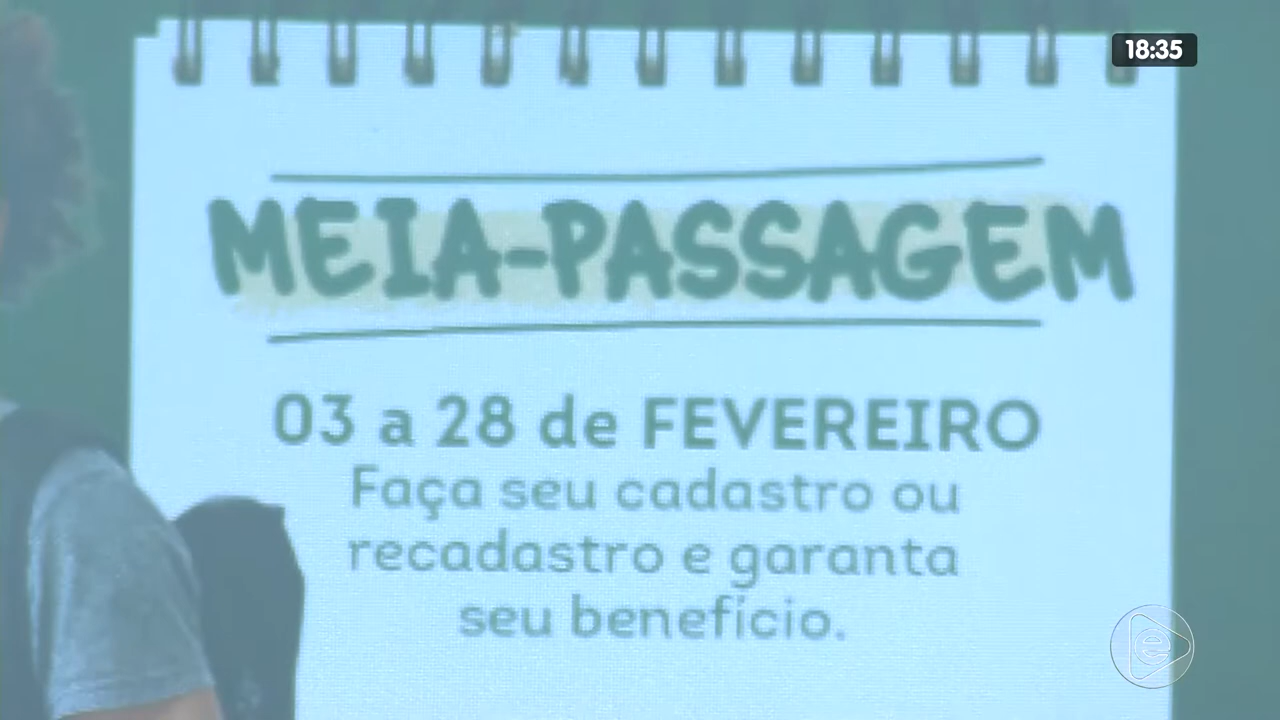 18:35
MEIA-PASSAGEM
03 a 28 de FEVEREIRO
Faça seu cadastro ou
recadastro e garanta
seu benefício.
e